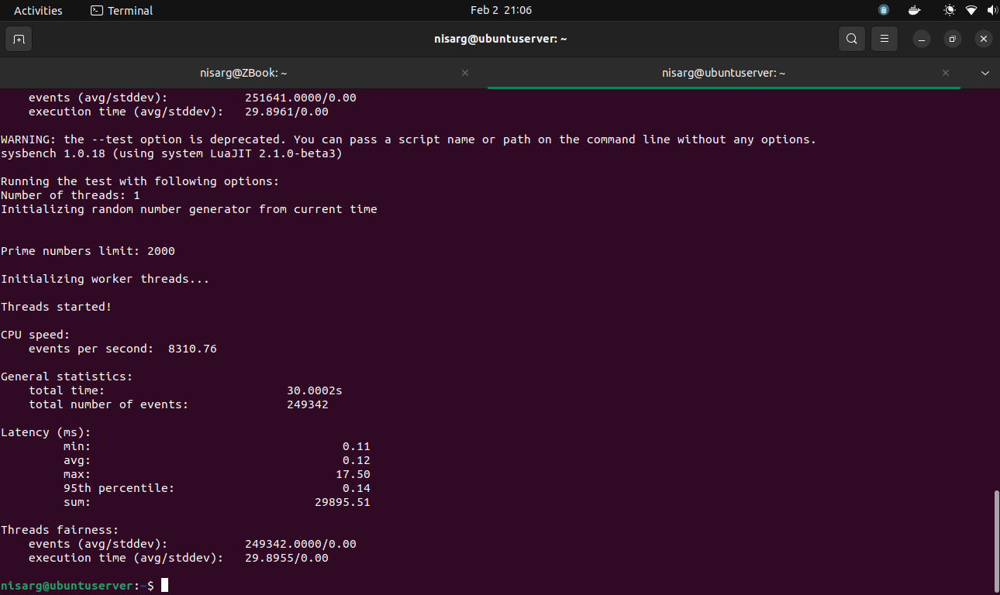 Activities Terminal Feb 2 21:06
nisarg@ubuntuserver: ~
nisarg@ZBook: ~ nisarg@ubuntuserver: ~
events (avg/stddev): 251641.0000/0.00
execution time (avg/stddev): 29.8961/0.00
WARNING: the --test option is deprecated. You can pass a script name or path on the command line without any options.
sysbench 1.0.18 (using system LuaJIT 2.1.0-beta3)
Running the test with following options:
Number of threads: 1
Initializing random number generator from current time
Prime numbers limit: 2000
Initializing worker threads...
Threads started!
CPU speed:
events per second: 8310.76
General statistics:
total time: 30.0002s
total number of events: 249342
Latency (ms):
min: 0.11
avg: 0.12
max: 17.50
95th percentile: 0.14
sum: 29895.51
Threads fairness:
events (avg/stddev): 249342.0000/0.00
execution time (avg/stddev): 29.8955/0.00
nisarg@ubuntuserver:~$